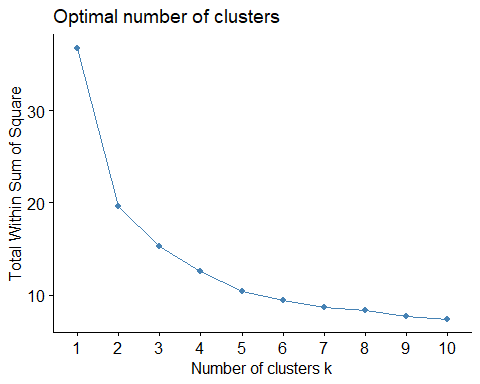 Optimal number of clusters
Total Within Sum of Square
30
20
10
1 2 3 4 5 6 7 8 9 10
Number of clusters k